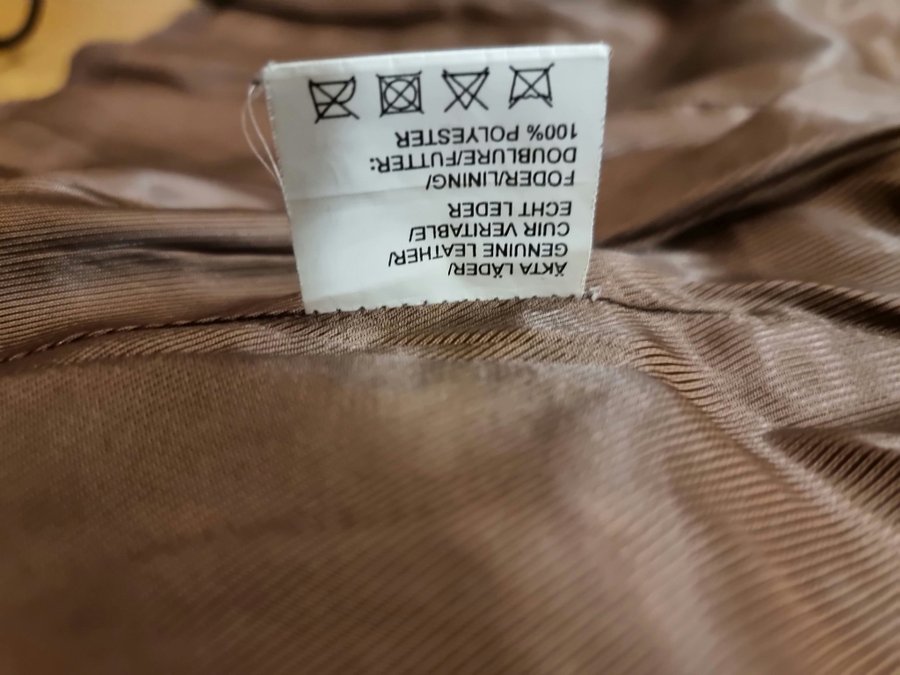 ÄKTA LÄDER/
GENUINE LEATHER/
CUIR VERITABLE/
ECHT LEDER
FODER/LINING/
DOUBLURE/FUTTER:
100% POLYESTER